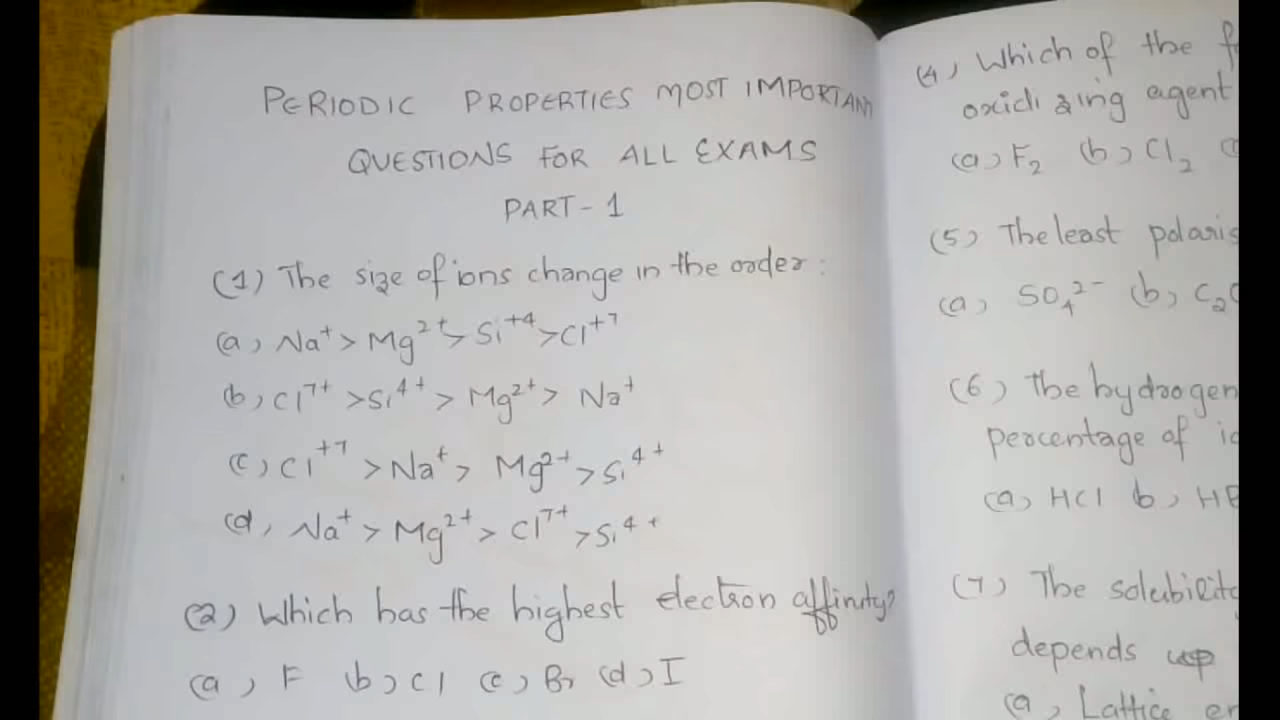 PERIODIC PROPERTIES MOST IMPORTANT
QUESTIONS FOR ALL EXAMS
PART-1
(1) The size of ions change in the order:
(a) Na⁺ > Mg²⁺ > Si⁺⁴ > Cl⁺⁷
(b) Cl⁷⁺ > Si⁴⁺ > Mg²⁺ > Na⁺
(c) Cl⁺⁷ > Na⁺ > Mg²⁺ > Si⁴⁺
(d) Na⁺ > Mg²⁺ > Cl⁷⁺ > Si⁴⁺
(2) Which has the highest electron affinity?
(a) F (b) Cl (c) Br (d) I
(4) Which of the
oxidizing agent
(a) F₂ (b) Cl₂
(5) The least polaris
(a) SO₄²⁻ (b)
(6) The hydrogen
percentage of
(a) HCl b)
(7) The
depends
(a) Lattice